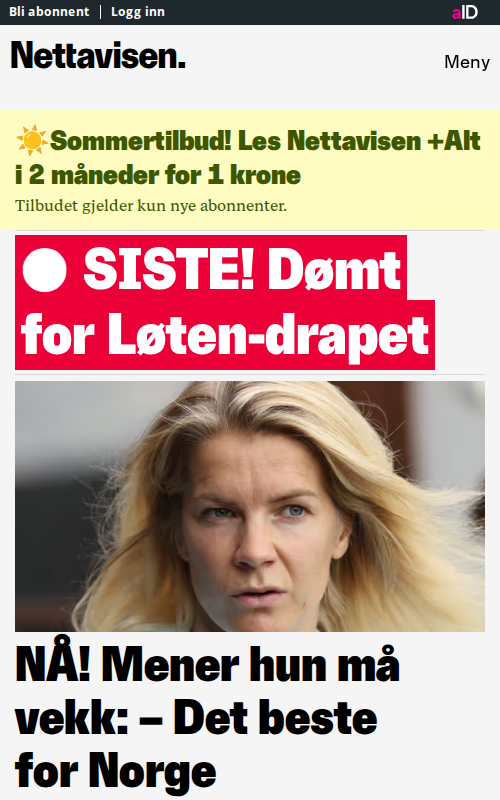 Bli abonnent | Logg inn
aID
Nettavisen.
Meny
☀️Sommertilbud! Les Nettavisen +Alt
i 2 måneder for 1 krone
Tilbudet gjelder kun nye abonnenter.
● SISTE! Dømt
for Løten-drapet
NÅ! Mener hun må
vekk: – Det beste
for Norge